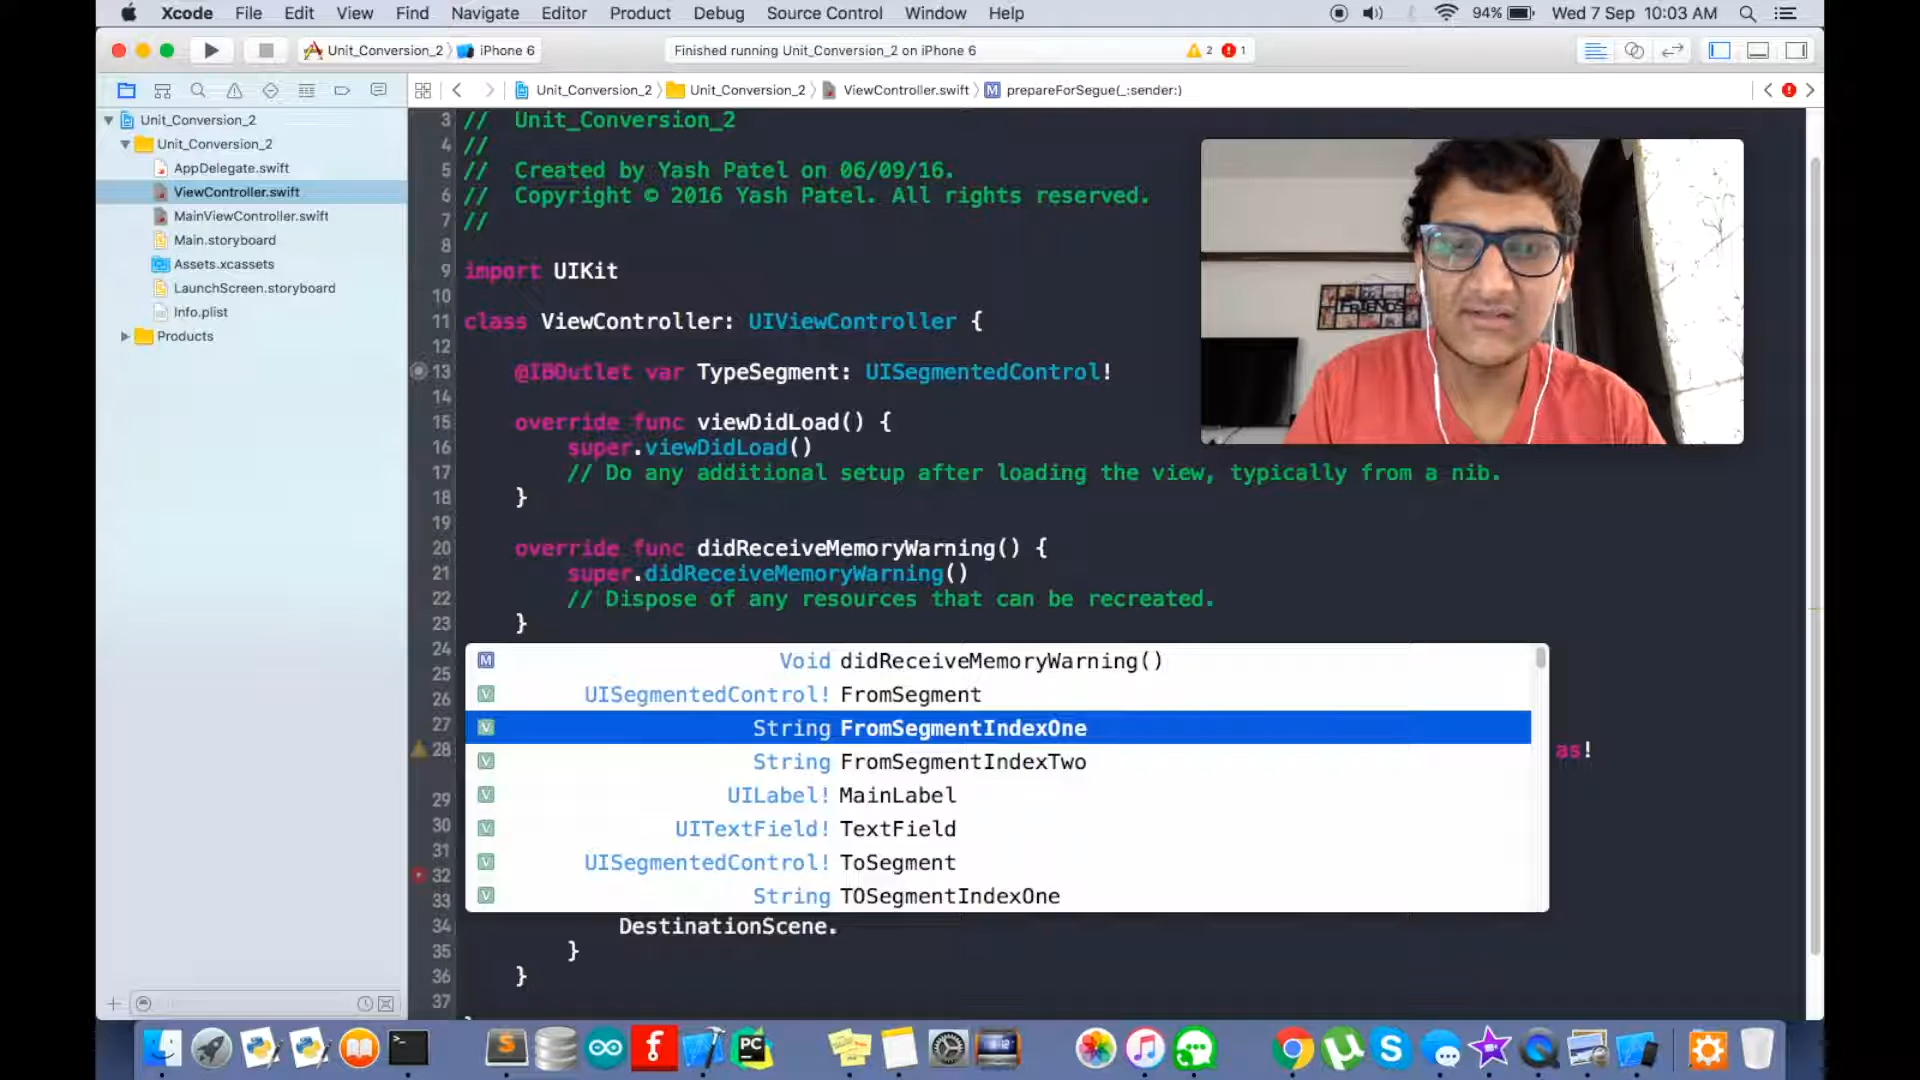 Xcode File Edit View Find Navigate Editor Product Debug Source Control Window Help 94% Wed 7 Sep 10:03 AM
Unit_Conversion_2 〉 iPhone 6 Finished running Unit_Conversion_2 on iPhone 6 2 1
Unit_Conversion_2 〉 Unit_Conversion_2 〉 ViewController.swift 〉 M prepareForSegue(_:sender:)
Unit_Conversion_2
Unit_Conversion_2
AppDelegate.swift
ViewController.swift
MainViewController.swift
Main.storyboard
Assets.xcassets
LaunchScreen.storyboard
Info.plist
Products
3 // Unit_Conversion_2
4 //
5 // Created by Yash Patel on 06/09/16.
6 // Copyright © 2016 Yash Patel. All rights reserved.
7 //
8
9 import UIKit
10
11 class ViewController: UIViewController {
12
13 @IBOutlet var TypeSegment: UISegmentedControl!
14
15 override func viewDidLoad() {
16 super.viewDidLoad()
17 // Do any additional setup after loading the view, typically from a nib.
18 }
19
20 override func didReceiveMemoryWarning() {
21 super.didReceiveMemoryWarning()
22 // Dispose of any resources that can be recreated.
23 }
24
25
26
27
28 as!
29
30
31
32
33
34 DestinationScene.
35 }
36 }
37
M Void didReceiveMemoryWarning()
V UISegmentedControl! FromSegment
V String FromSegmentIndexOne
V String FromSegmentIndexTwo
V UILabel! MainLabel
V UITextField! TextField
V UISegmentedControl! ToSegment
V String TOSegmentIndexOne
FRIENDS
S f PC S